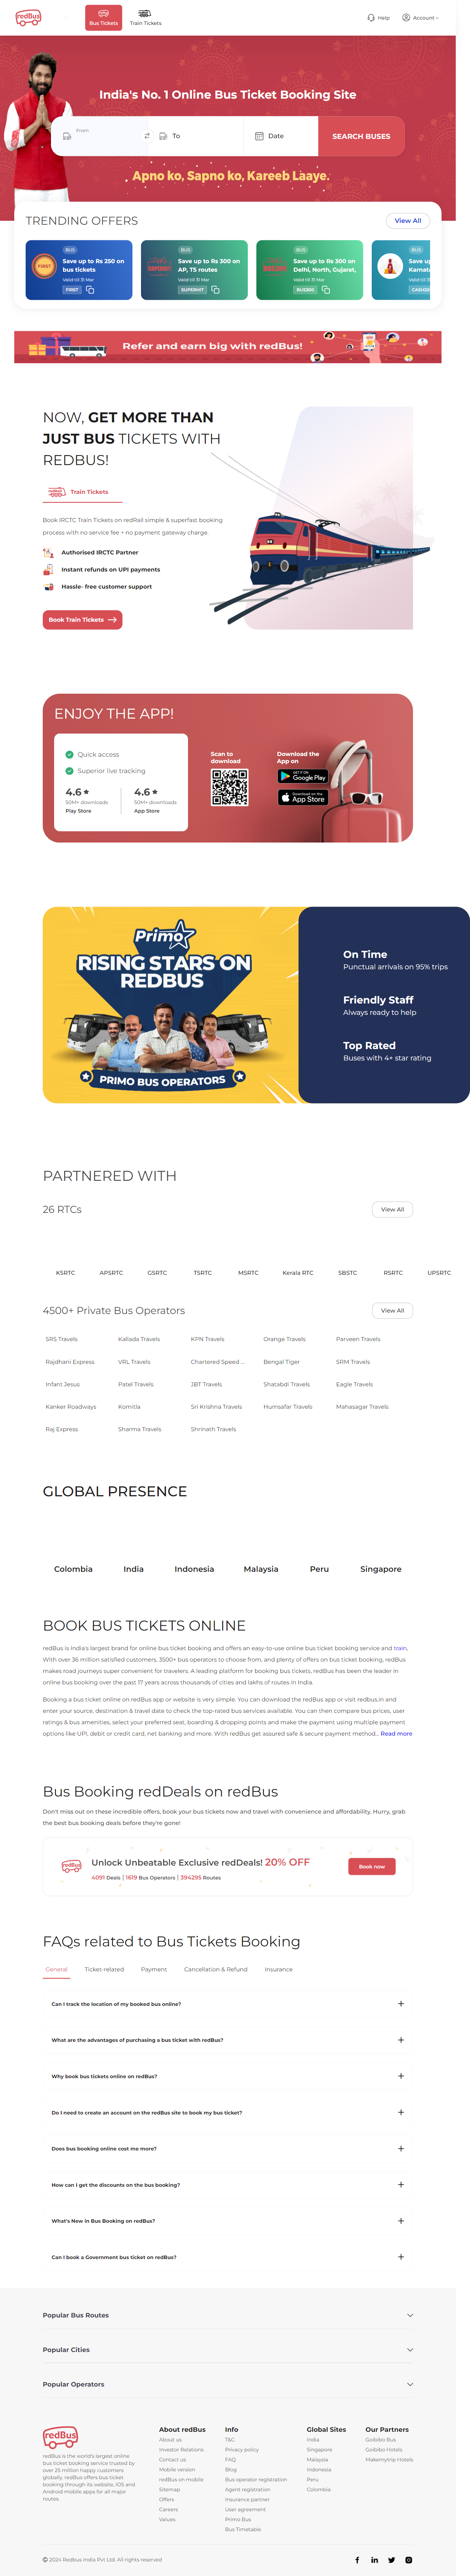 redBus
Bus Tickets
Train Tickets
Help
Account
India's No. 1 Online Bus Ticket Booking Site
From
To
Date
SEARCH BUSES
Apno ko, Sapno ko, Kareeb Laaye.
TRENDING OFFERS
View All
BUS
Save up to Rs 250 on
bus tickets
Valid till 31 Mar
FIRST
FIRST
BUS
Save up to Rs 300 on
AP, TS routes
Valid till 31 Mar
SUPERHIT
SUPERHIT
BUS
Save up to Rs 300 on
Delhi, North, Gujarat,
Valid till 31 Mar
BUS300
BUS
Save up
Karnata
Valid till 31 Mar
CASH300
Refer and earn big with redBus!
NOW, GET MORE THAN
JUST BUS TICKETS WITH
REDBUS!
Train Tickets
Book IRCTC Train Tickets on redRail simple & superfast booking
process with no service fee + no payment gateway charge.
Authorised IRCTC Partner
Instant refunds on UPI payments
Hassle- free customer support
Book Train Tickets
ENJOY THE APP!
Quick access
Superior live tracking
4.6
50M+ downloads
Play Store
4.6
50M+ downloads
App Store
Scan to
download
Download the
App on
GET IT ON
Google Play
Download on the
App Store
Primo
RISING STARS ON
REDBUS
PRIMO BUS OPERATORS
On Time
Punctual arrivals on 95% trips
Friendly Staff
Always ready to help
Top Rated
Buses with 4+ star rating
PARTNERED WITH
26 RTCs
View All
KSRTC
APSRTC
GSRTC
TSRTC
MSRTC
Kerala RTC
SBSTC
RSRTC
UPSRTC
4500+ Private Bus Operators
View All
SRS Travels
Kallada Travels
KPN Travels
Orange Travels
Parveen Travels
Rajdhani Express
VRL Travels
Chartered Speed ...
Bengal Tiger
SRM Travels
Infant Jesus
Patel Travels
JBT Travels
Shatabdi Travels
Eagle Travels
Kanker Roadways
Komitla
Sri Krishna Travels
Humsafar Travels
Mahasagar Travels
Raj Express
Sharma Travels
Shrinath Travels
GLOBAL PRESENCE
Colombia
India
Indonesia
Malaysia
Peru
Singapore
BOOK BUS TICKETS ONLINE
redBus is India's largest brand for online bus ticket booking and offers an easy-to-use online bus ticket booking service and train.
With over 36 million satisfied customers, 3500+ bus operators to choose from, and plenty of offers on bus ticket booking, redBus
makes road journeys super convenient for travelers. A leading platform for booking bus tickets, redBus has been the leader in
online bus booking over the past 17 years across thousands of cities and lakhs of routes in India.
Booking a bus ticket online on redBus app or website is very simple. You can download the redBus app or visit redbus.in and
enter your source, destination & travel date to check the top-rated bus services available. You can then compare bus prices, user
ratings & bus amenities, select your preferred seat, boarding & dropping points and make the payment using multiple payment
options like UPI, debit or credit card, net banking and more. With redBus get assured safe & secure payment method... Read more
Bus Booking redDeals on redBus
Don't miss out on these incredible offers, book your bus tickets now and travel with convenience and affordability. Hurry, grab
the best bus booking deals before they're gone!
redBus
Unlock Unbeatable Exclusive redDeals! 20% OFF
4091 Deals | 1619 Bus Operators | 394295 Routes
Book now
FAQs related to Bus Tickets Booking
General
Ticket-related
Payment
Cancellation & Refund
Insurance
Can I track the location of my booked bus online?
What are the advantages of purchasing a bus ticket with redBus?
Why book bus tickets online on redBus?
Do I need to create an account on the redBus site to book my bus ticket?
Does bus booking online cost me more?
How can I get the discounts on the bus booking?
What's New in Bus Booking on redBus?
Can I book a Government bus ticket on redBus?
Popular Bus Routes
Popular Cities
Popular Operators
redBus
redBus is the world's largest online
bus ticket booking service trusted by
over 25 million happy customers
globally. redBus offers bus ticket
booking through its website, iOS and
Android mobile apps for all major
routes.
About redBus
About us
Investor Relations
Contact us
Mobile version
redBus on mobile
Sitemap
Offers
Careers
Values
Info
T&C
Privacy policy
FAQ
Blog
Bus operator registration
Agent registration
Insurance partner
User agreement
Primo Bus
Bus Timetable
Global Sites
India
Singapore
Malaysia
Indonesia
Peru
Colombia
Our Partners
Goibibo Bus
Goibibo Hotels
Makemytrip Hotels
© 2024 Redbus India Pvt Ltd. All rights reserved